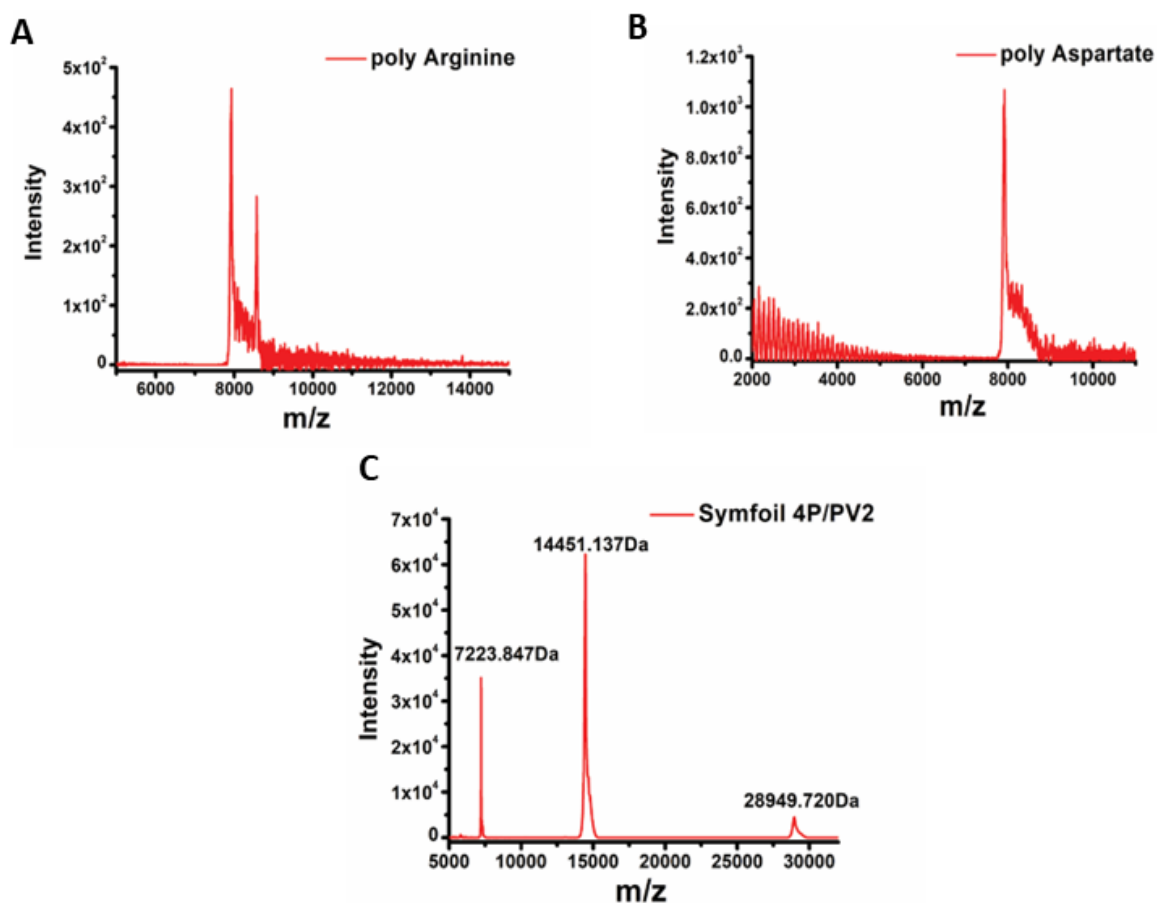 A
poly Arginine
5x10²
4x10²
3x10²
2x10²
1x10²
0
Intensity
6000 8000 10000 12000 14000
m/z
B
poly Aspartate
1.2x10³
1.0x10³
8.0x10²
6.0x10²
4.0x10²
2.0x10²
0.0
Intensity
2000 4000 6000 8000 10000
m/z
C
Symfoil 4P/PV2
7x10⁴
6x10⁴
5x10⁴
4x10⁴
3x10⁴
2x10⁴
1x10⁴
0
Intensity
14451.137Da
7223.847Da
28949.720Da
5000 10000 15000 20000 25000 30000
m/z